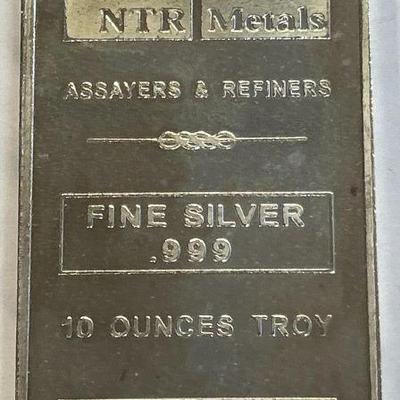 NTR Metals
ASSAYERS & REFINERS
FINE SILVER
.999
10 OUNCES TROY